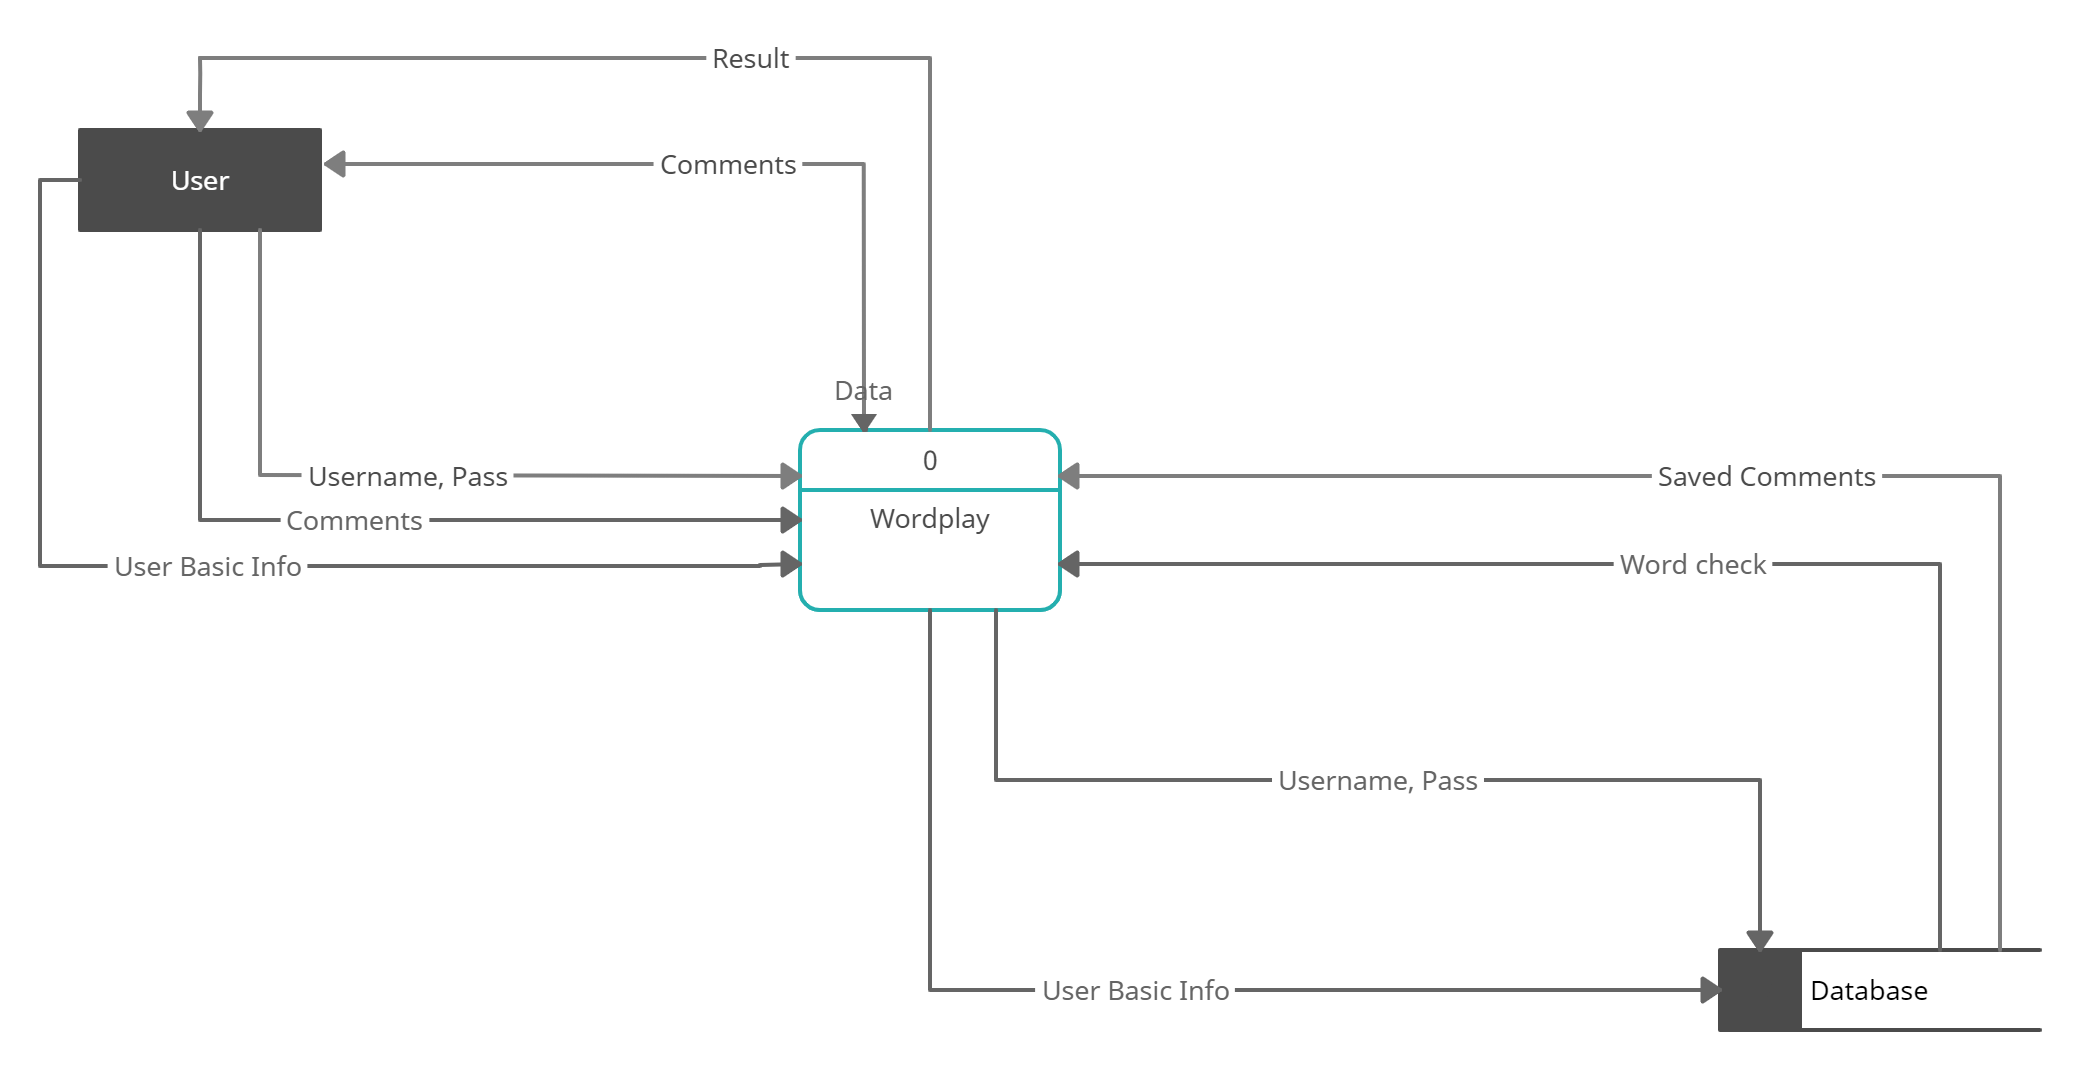 Result
Comments
User
Data
0
Username, Pass
Saved Comments
Wordplay
Comments
User Basic Info
Word check
Username, Pass
User Basic Info
Database